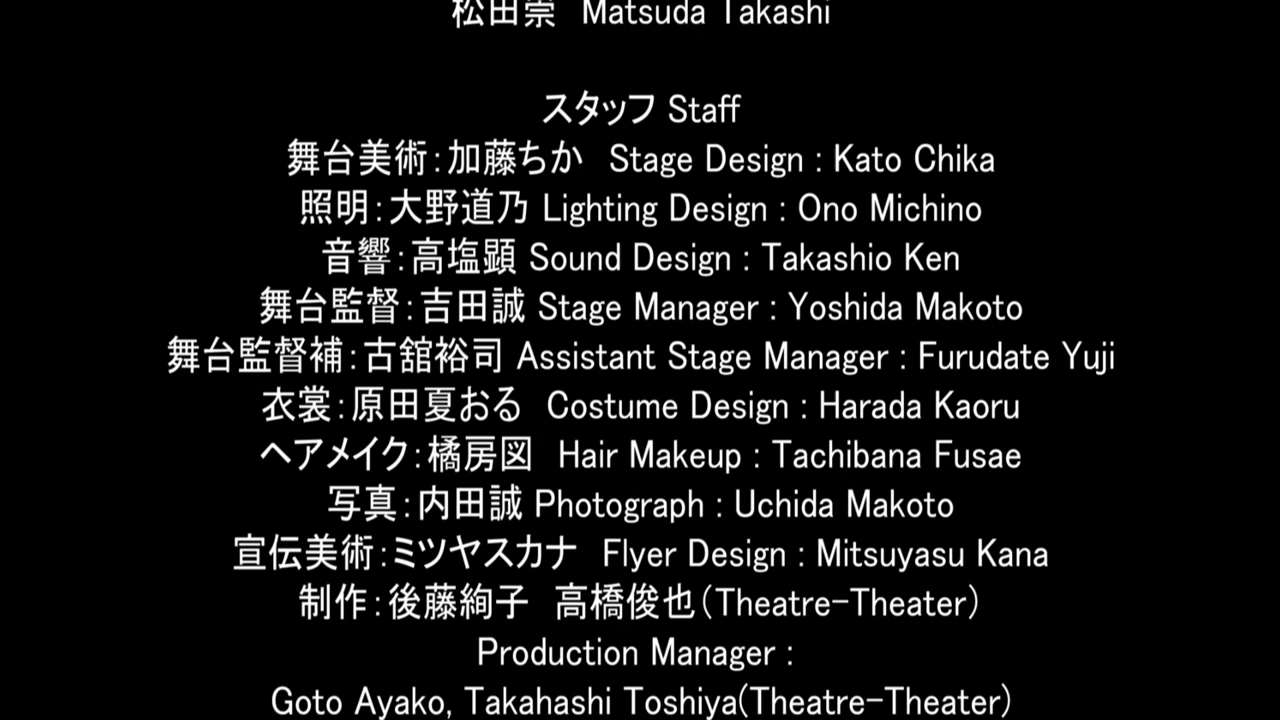 松田崇　Matsuda Takashi
スタッフ Staff
舞台美術：加藤ちか　Stage Design : Kato Chika
照明：大野道乃 Lighting Design : Ono Michino
音響：高塩顕 Sound Design : Takashio Ken
舞台監督：吉田誠 Stage Manager : Yoshida Makoto
舞台監督補：古舘裕司 Assistant Stage Manager : Furudate Yuji
衣裳：原田夏おる　Costume Design : Harada Kaoru
ヘアメイク：橘房図　Hair Makeup : Tachibana Fusae
写真：内田誠 Photograph : Uchida Makoto
宣伝美術：ミツヤスカナ　Flyer Design : Mitsuyasu Kana
制作：後藤絢子　高橋俊也（Theatre-Theater）
Production Manager :
Goto Ayako, Takahashi Toshiya(Theatre-Theater)